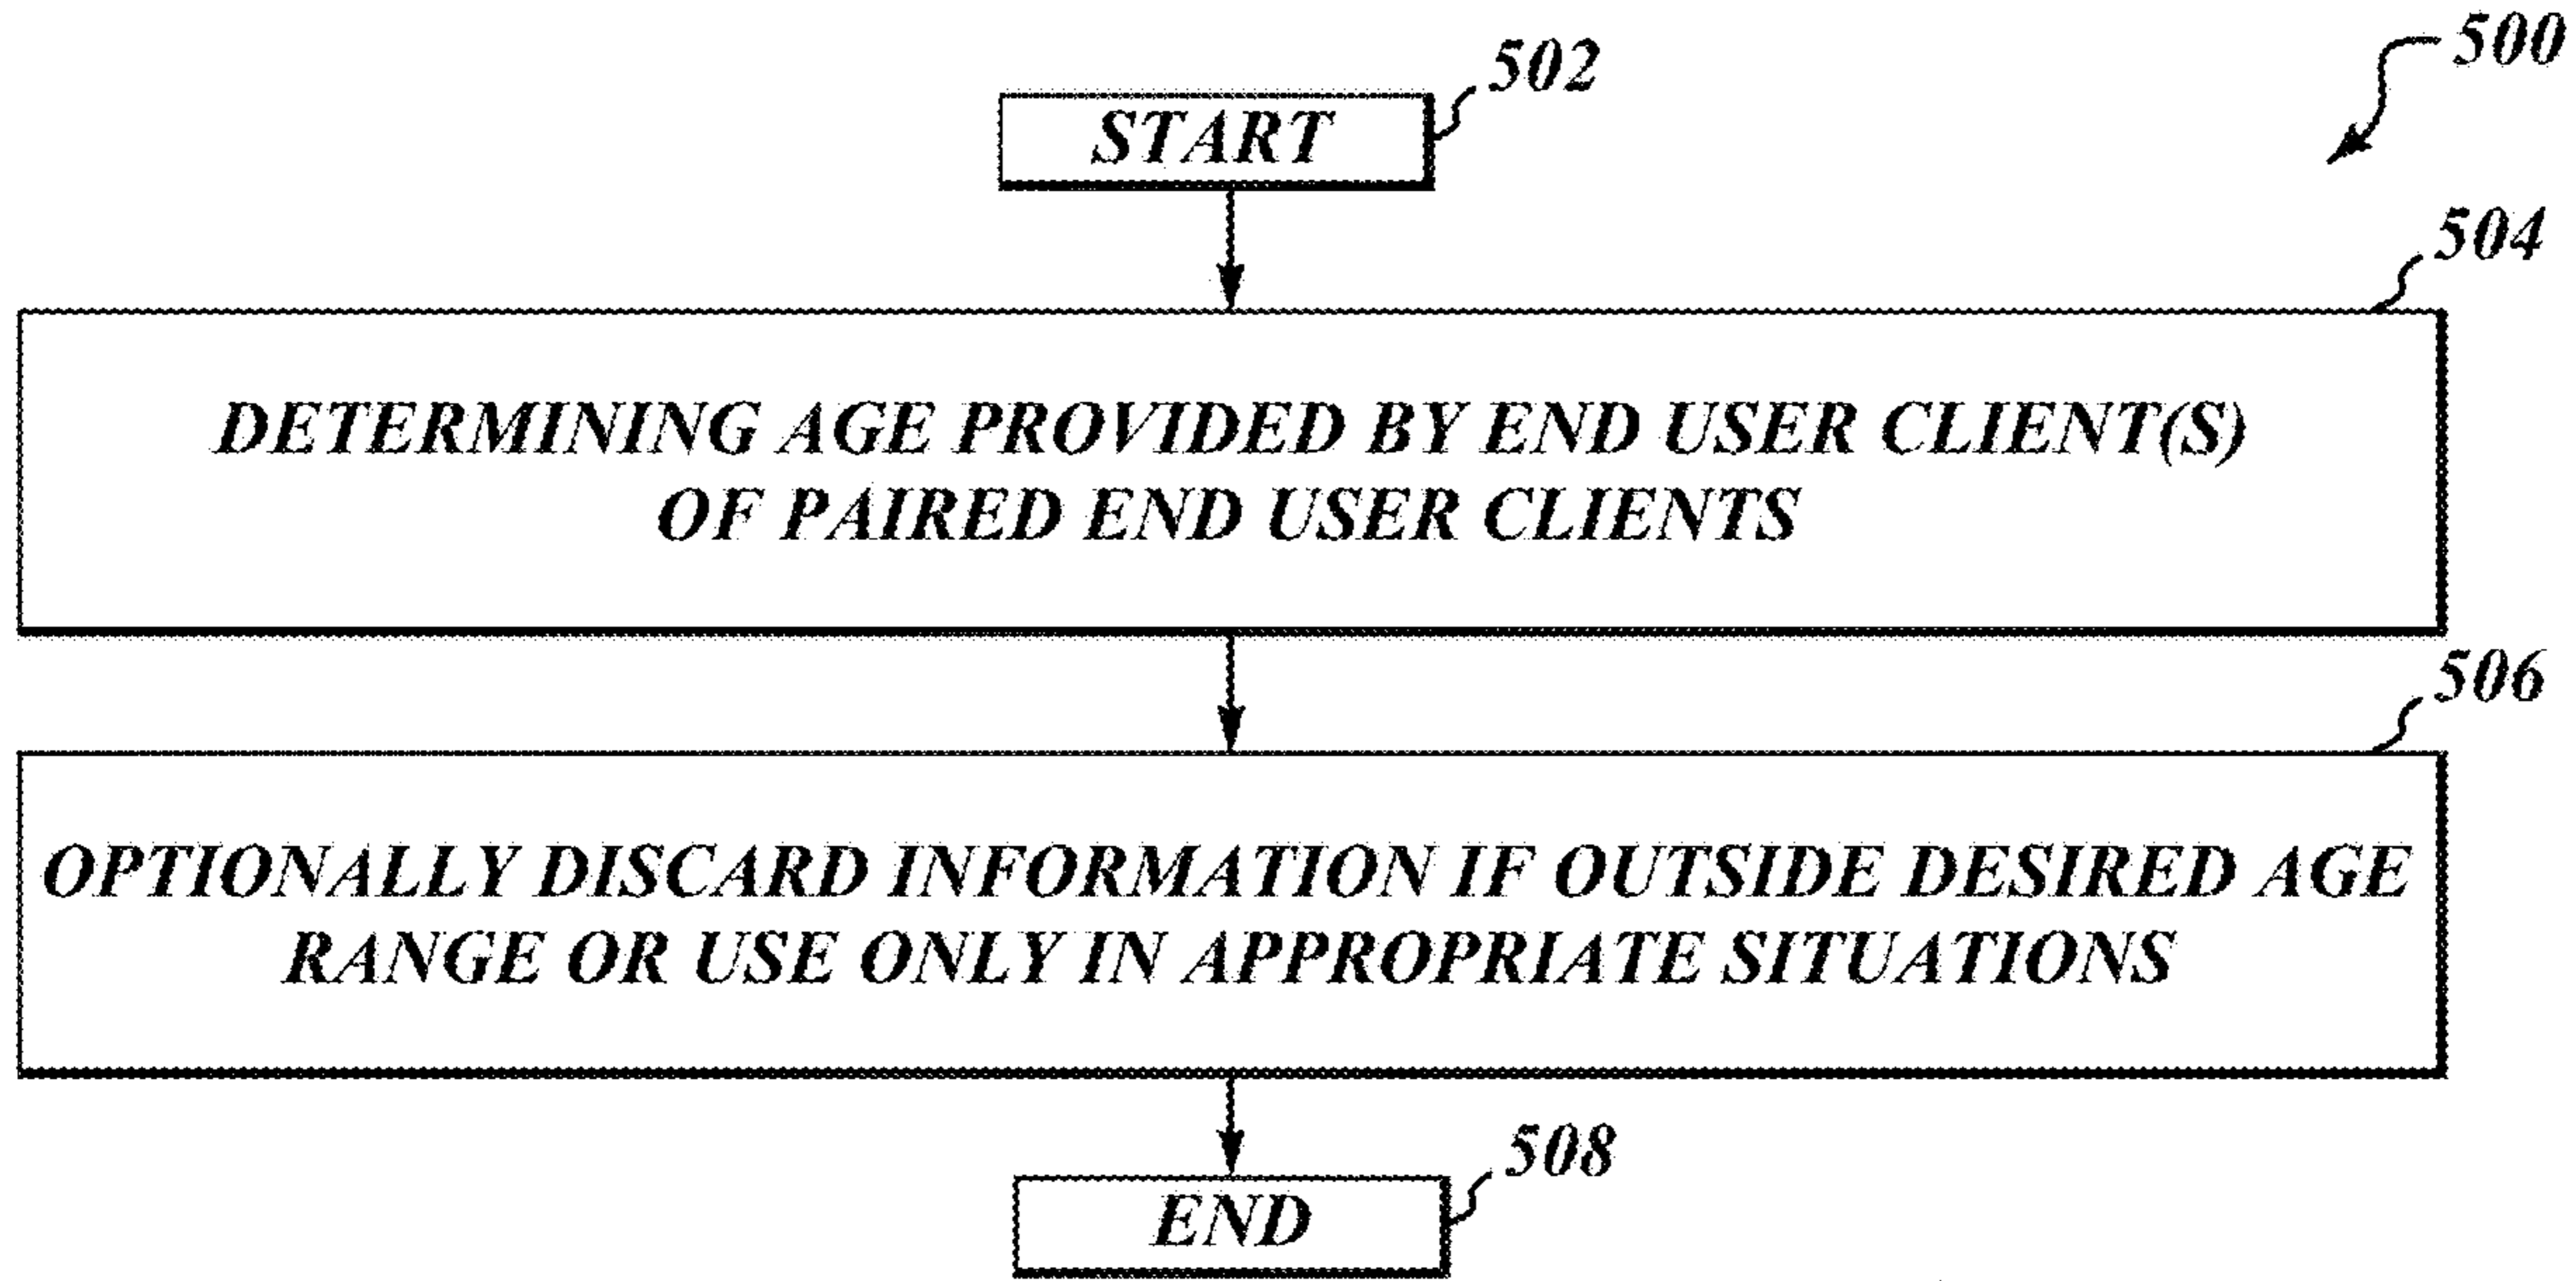 500
502
START
504
DETERMINING AGE PROVIDED BY END USER CLIENT(S)
OF PAIRED END USER CLIENTS
506
OPTIONALLY DISCARD INFORMATION IF OUTSIDE DESIRED AGE
RANGE OR USE ONLY IN APPROPRIATE SITUATIONS
508
END